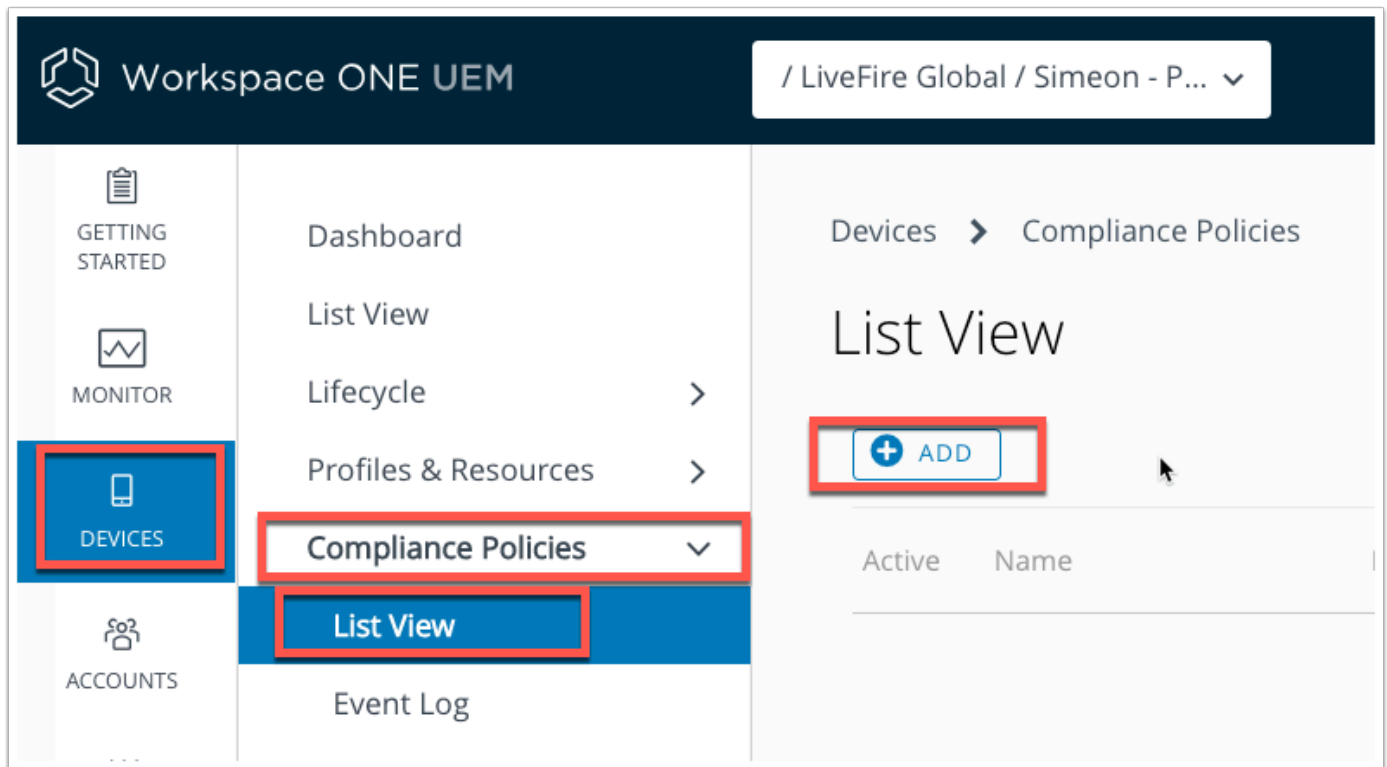 Workspace ONE UEM
/ LiveFire Global / Simeon - P...
GETTING
STARTED
MONITOR
DEVICES
ACCOUNTS
Dashboard
List View
Lifecycle
Profiles & Resources
Compliance Policies
List View
Event Log
Devices > Compliance Policies
List View
ADD
Active Name